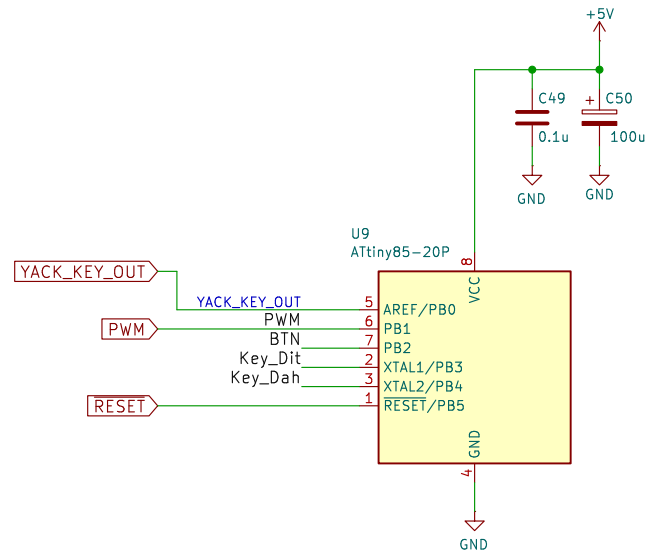 +5V
C49
0.1u
+
C50
100u
GND
GND
U9
ATtiny85-20P
8
VCC
YACK_KEY_OUT
YACK_KEY_OUT
5
AREF/PB0
PWM
PWM
6
PB1
BTN
7
PB2
Key_Dit
2
XTAL1/PB3
Key_Dah
3
XTAL2/PB4
RESET
1
RESET/PB5
GND
4
GND